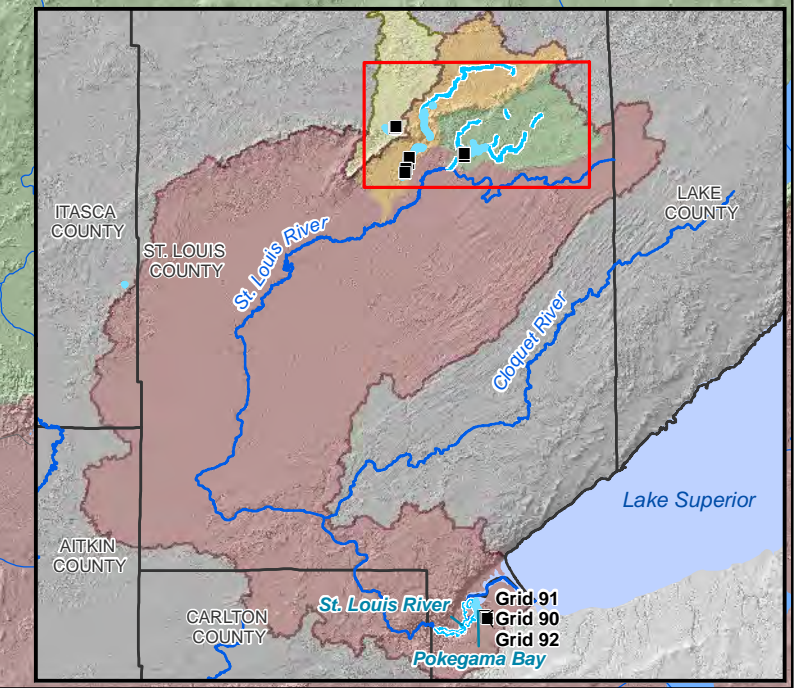 ITASCA
COUNTY
ST. LOUIS
COUNTY
LAKE
COUNTY
St. Louis River
Cloquet River
Lake Superior
AITKIN
COUNTY
CARLTON
COUNTY
St. Louis River
Grid 91
Grid 90
Grid 92
Pokegama Bay